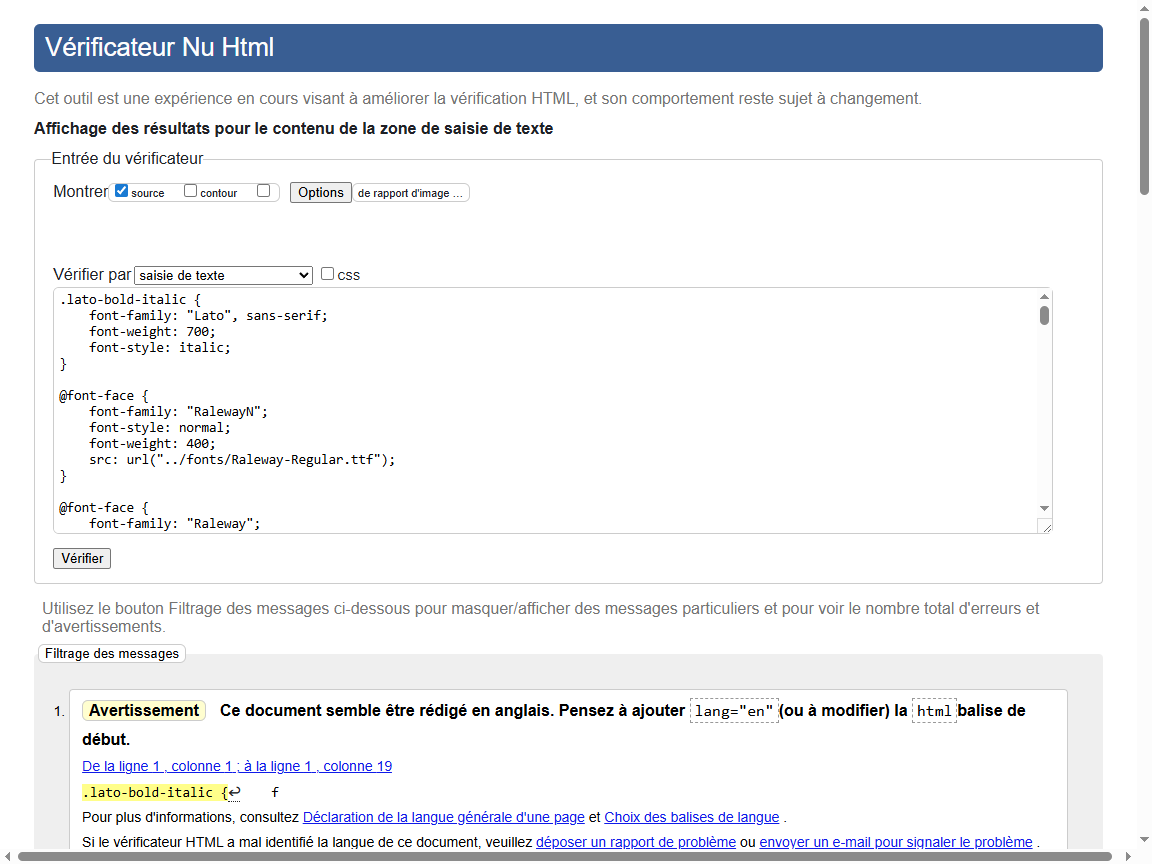 Vérificateur Nu Html
Cet outil est une expérience en cours visant à améliorer la vérification HTML, et son comportement reste sujet à changement.
Affichage des résultats pour le contenu de la zone de saisie de texte
Entrée du vérificateur
Montrer source contour Options de rapport d'image ...
Vérifier par saisie de texte css
.lato-bold-italic {
    font-family: "Lato", sans-serif;
    font-weight: 700;
    font-style: italic;
}
@font-face {
    font-family: "RalewayN";
    font-style: normal;
    font-weight: 400;
    src: url("../fonts/Raleway-Regular.ttf");
}
@font-face {
    font-family: "Raleway";
Vérifier
Utilisez le bouton Filtrage des messages ci-dessous pour masquer/afficher des messages particuliers et pour voir le nombre total d'erreurs et
d'avertissements.
Filtrage des messages
1. Avertissement Ce document semble être rédigé en anglais. Pensez à ajouter lang="en" (ou à modifier) la html balise de
début.
De la ligne 1 , colonne 1 ; à la ligne 1 , colonne 19
.lato-bold-italic {↩    f
Pour plus d'informations, consultez Déclaration de la langue générale d'une page et Choix des balises de langue .
Si le vérificateur HTML a mal identifié la langue de ce document, veuillez déposer un rapport de problème ou envoyer un e-mail pour signaler le problème .